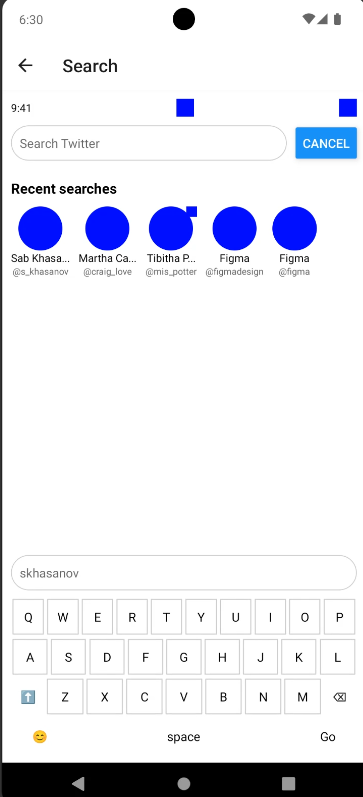 6:30
Search
9:41
Search Twitter
CANCEL
Recent searches
Sab Khasa... Martha Ca... Tibitha P... Figma Figma
@s_khasanov @craig_love @mis_potter @figmadesign @figma
skhasanov
Q W E R T Y U I O P
A S D F G H J K L
Z X C V B N M
space Go